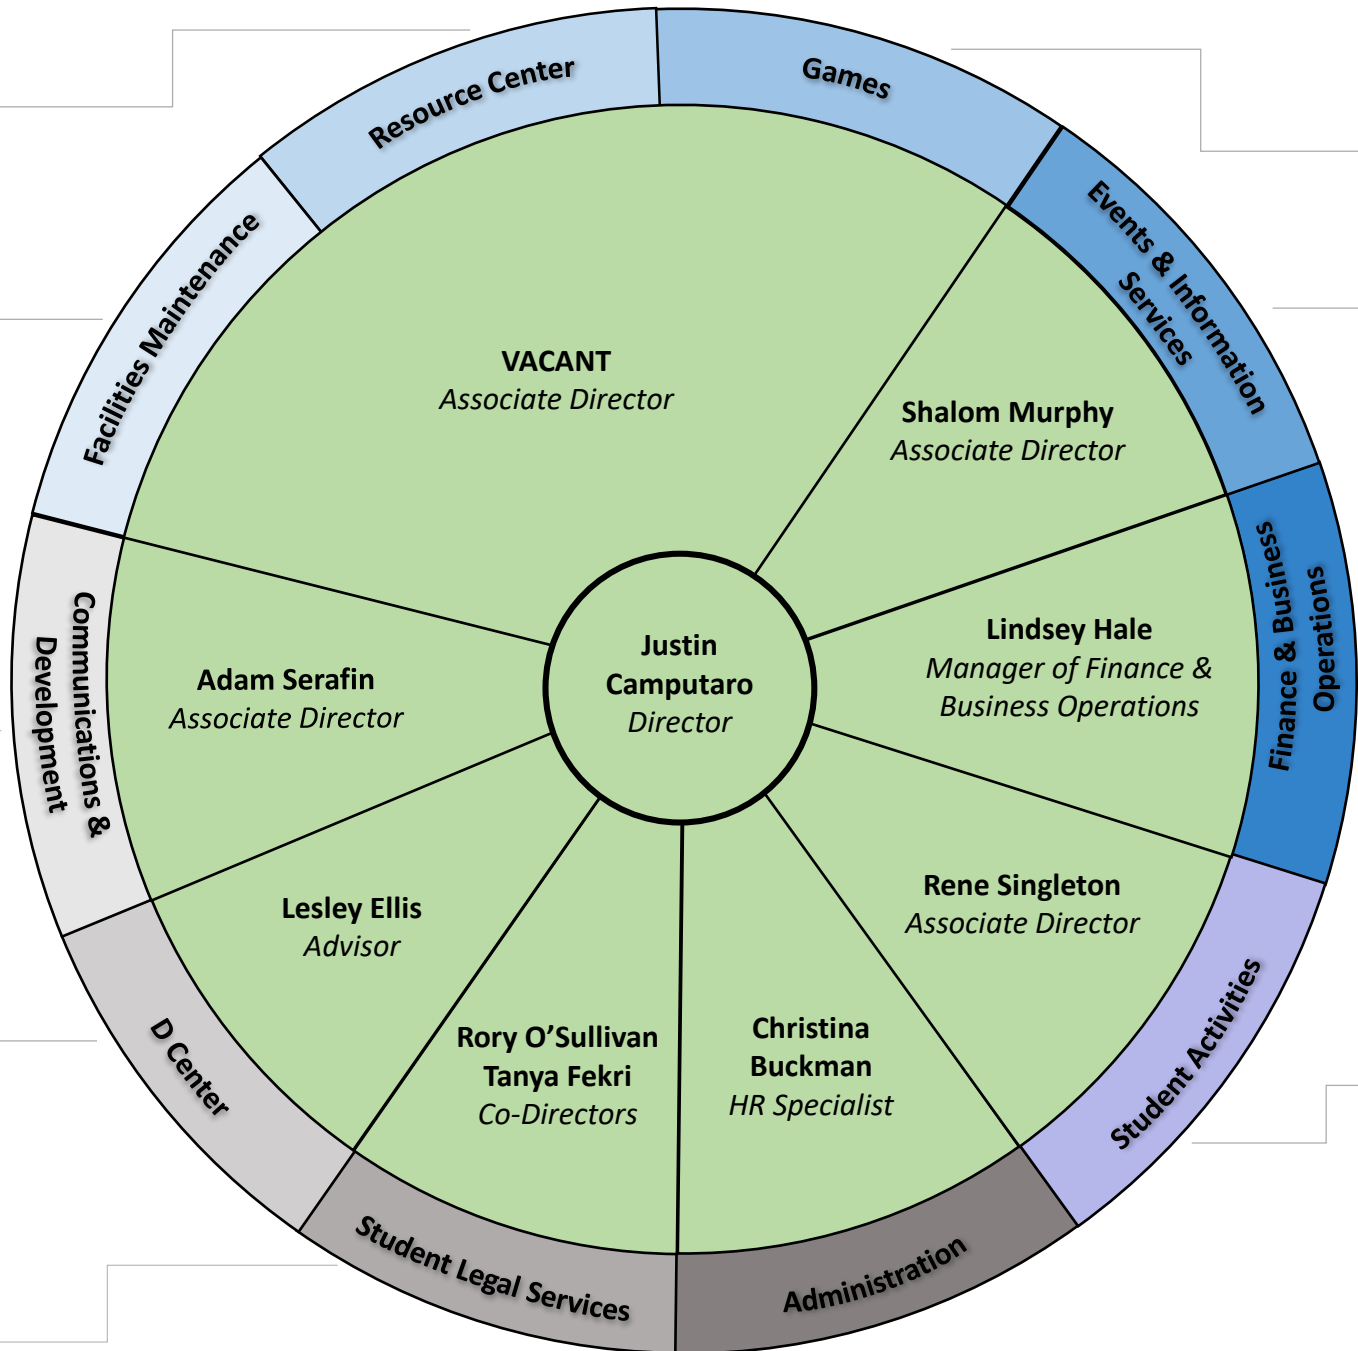 Resource Center
Games
Events & Information
Services
Facilities Maintenance
VACANT
Associate Director
Shalom Murphy
Associate Director
Finance & Business
Operations
Communications &
Development
Adam Serafin
Associate Director
Justin
Camputaro
Director
Lindsey Hale
Manager of Finance &
Business Operations
Lesley Ellis
Advisor
Rene Singleton
Associate Director
Rory O’Sullivan
Tanya Fekri
Co-Directors
Christina
Buckman
HR Specialist
D Center
Student Activities
Student Legal Services
Administration